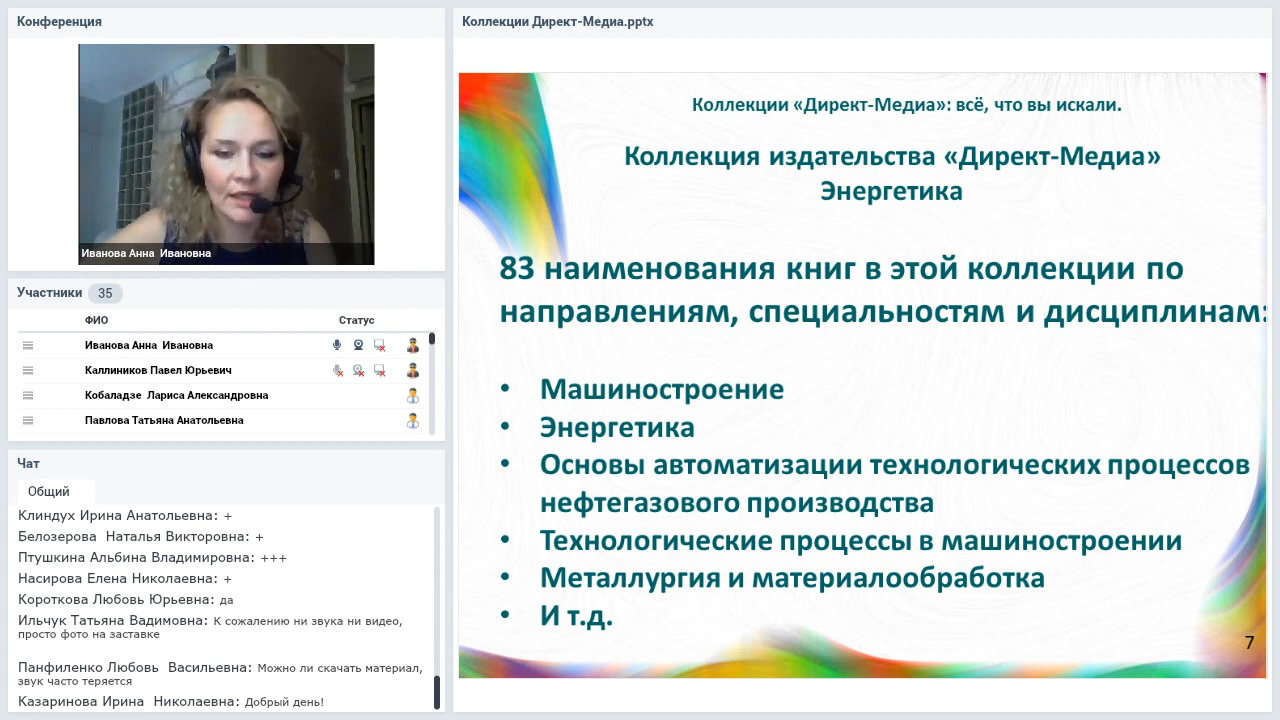 Конференция
Иванова Анна Ивановна
Участники 35
ФИО Статус
Иванова Анна Ивановна
Каллиников Павел Юрьевич
Кобаладзе Лариса Александровна
Павлова Татьяна Анатольевна
Чат
Общий
Клиндух Ирина Анатольевна: +
Белозерова Наталья Викторовна: +
Птушкина Альбина Владимировна: +++
Насирова Елена Николаевна: +
Короткова Любовь Юрьевна: да
Ильчук Татьяна Вадимовна: К сожалению ни звука ни видео,
просто фото на заставке
Панфиленко Любовь Васильевна: Можно ли скачать материал,
звук часто теряется
Казаринова Ирина Николаевна: Добрый день!
Коллекции Директ-Медиа.pptx
Коллекции «Директ-Медиа»: всё, что вы искали.
Коллекция издательства «Директ-Медиа»
Энергетика
83 наименования книг в этой коллекции по
направлениям, специальностям и дисциплинам:
• Машиностроение
• Энергетика
• Основы автоматизации технологических процессов
нефтегазового производства
• Технологические процессы в машиностроении
• Металлургия и материалообработка
• И т.д.
7